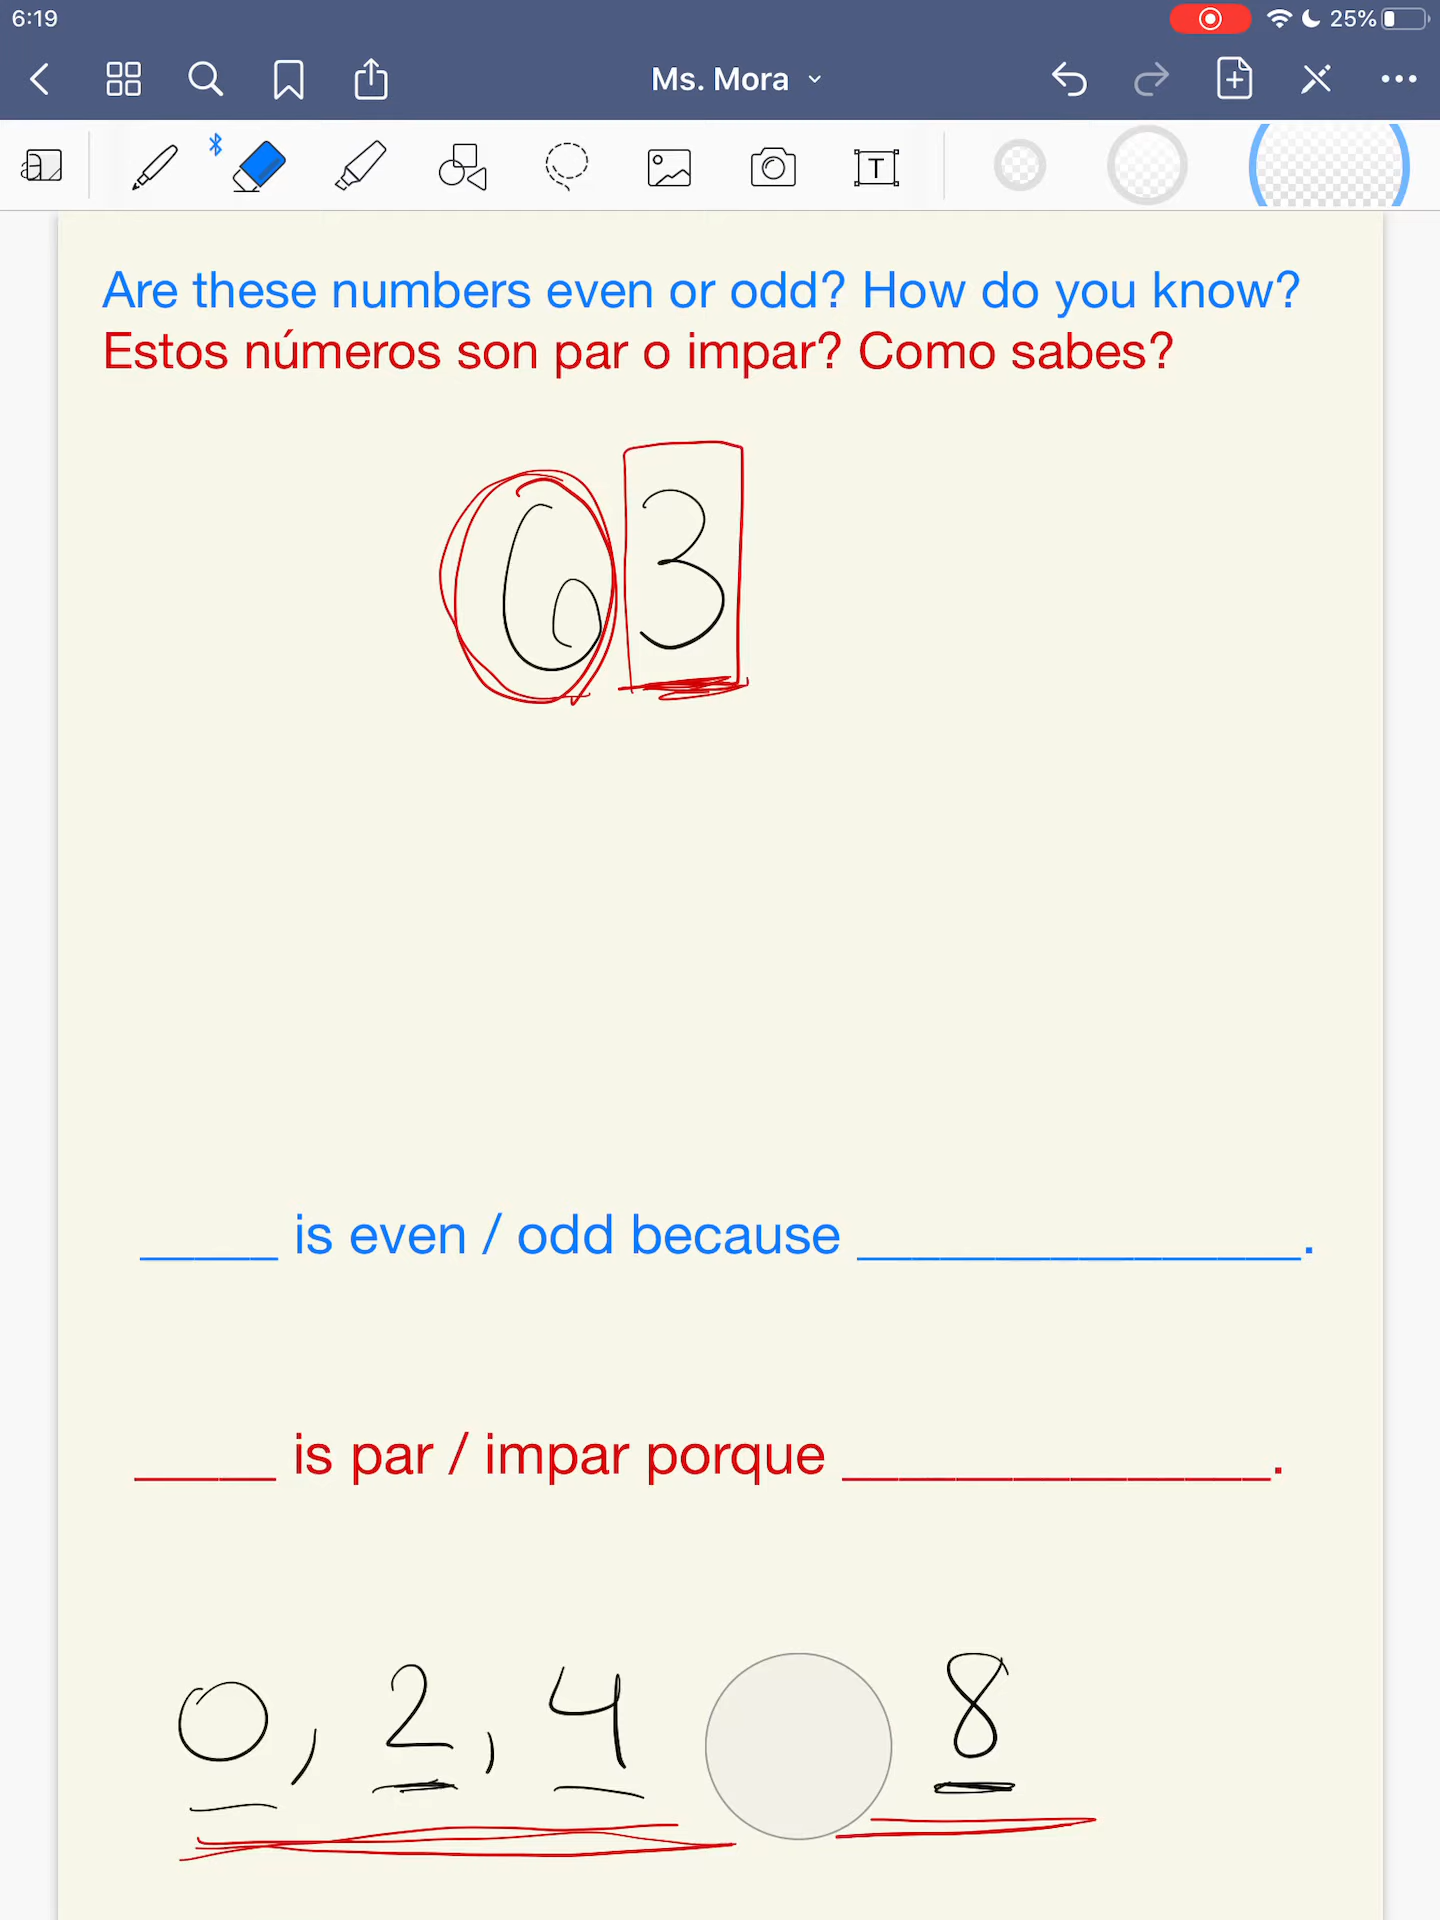 6:19
25%
Ms. Mora
T
Are these numbers even or odd? How do you know?
Estos números son par o impar? Como sabes?
63
_____ is even / odd because ________________.
_____ is par / impar porque _______________.
0, 2, 4 8